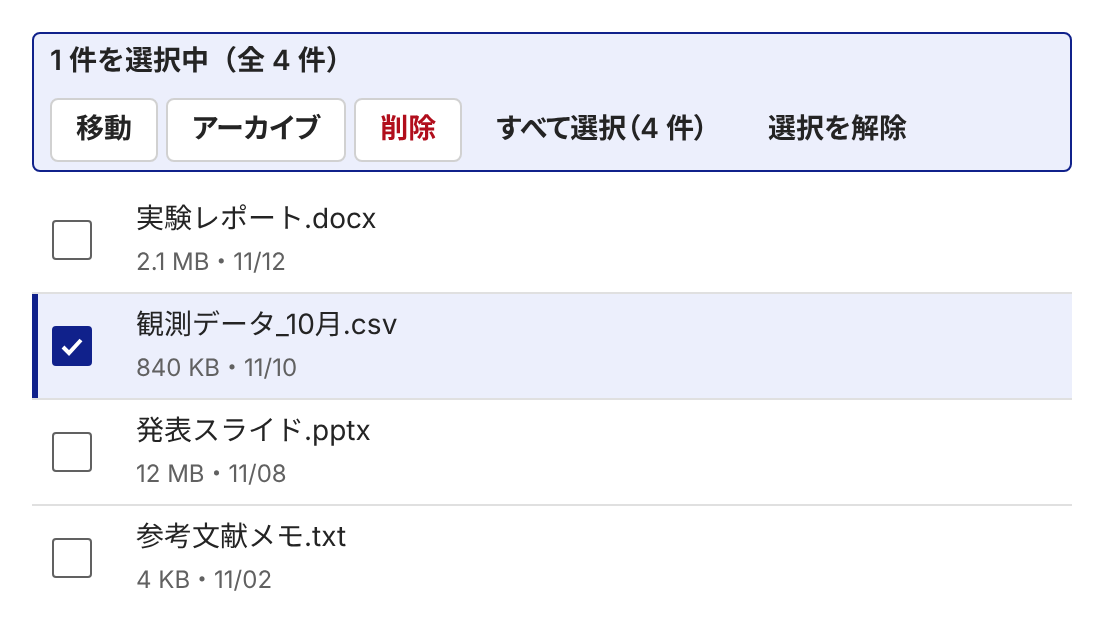 1 件を選択中（全 4 件）
移動 アーカイブ 削除 すべて選択（4 件） 選択を解除
実験レポート.docx
2.1 MB・11/12
観測データ_10月.csv
840 KB・11/10
発表スライド.pptx
12 MB・11/08
参考文献メモ.txt
4 KB・11/02